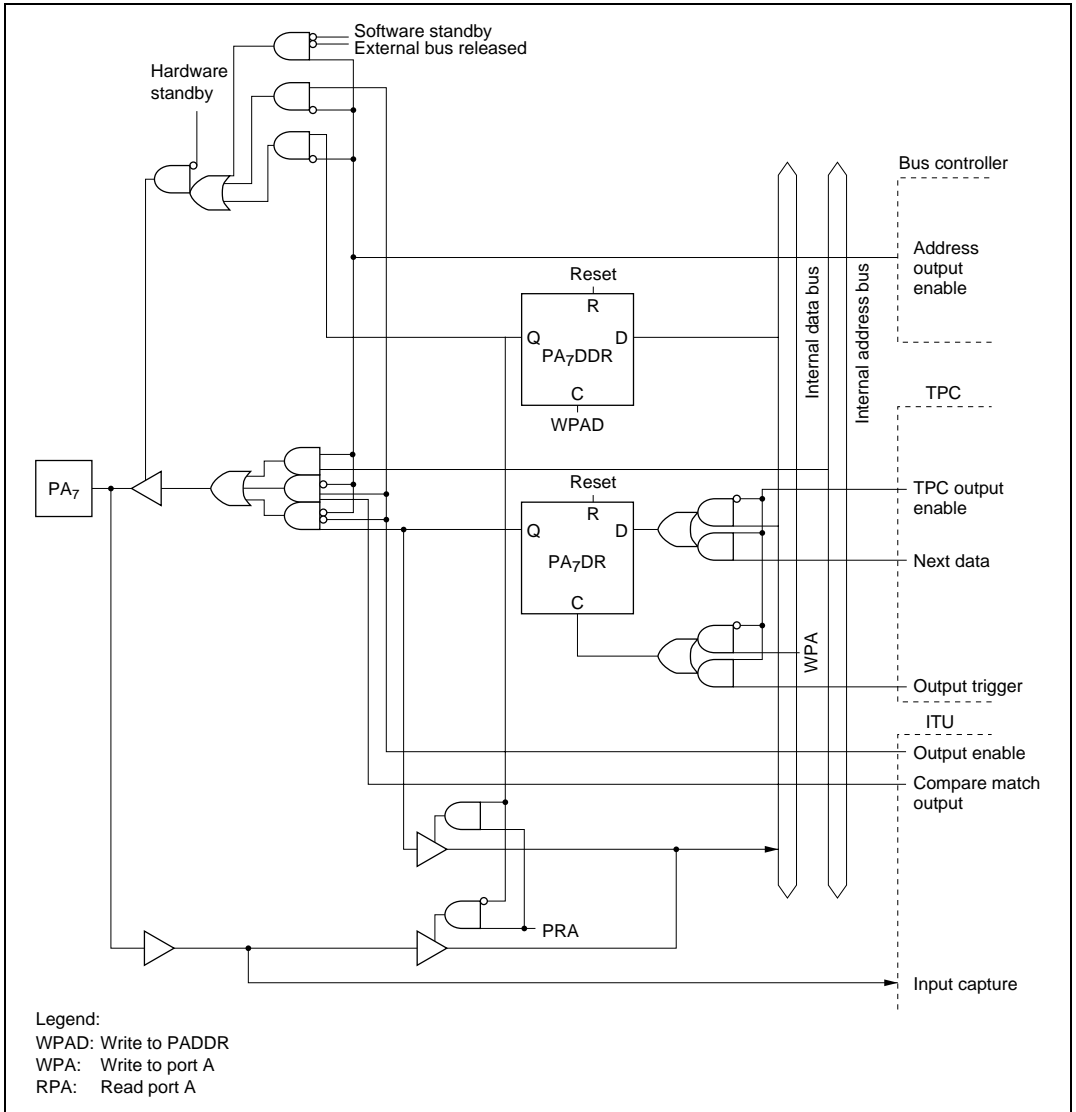 Software standby
External bus released
Hardware
standby
Bus controller
Address
output
enable
Internal data bus
Internal address bus
Reset
R
Q
D
PA7DDR
C
WPAD
TPC
PA7
TPC output
enable
Reset
R
Q
D
PA7DR
C
Next data
WPA
Output trigger
ITU
Output enable
Compare match
output
PRA
Input capture
Legend:
WPAD: Write to PADDR
WPA: Write to port A
RPA: Read port A